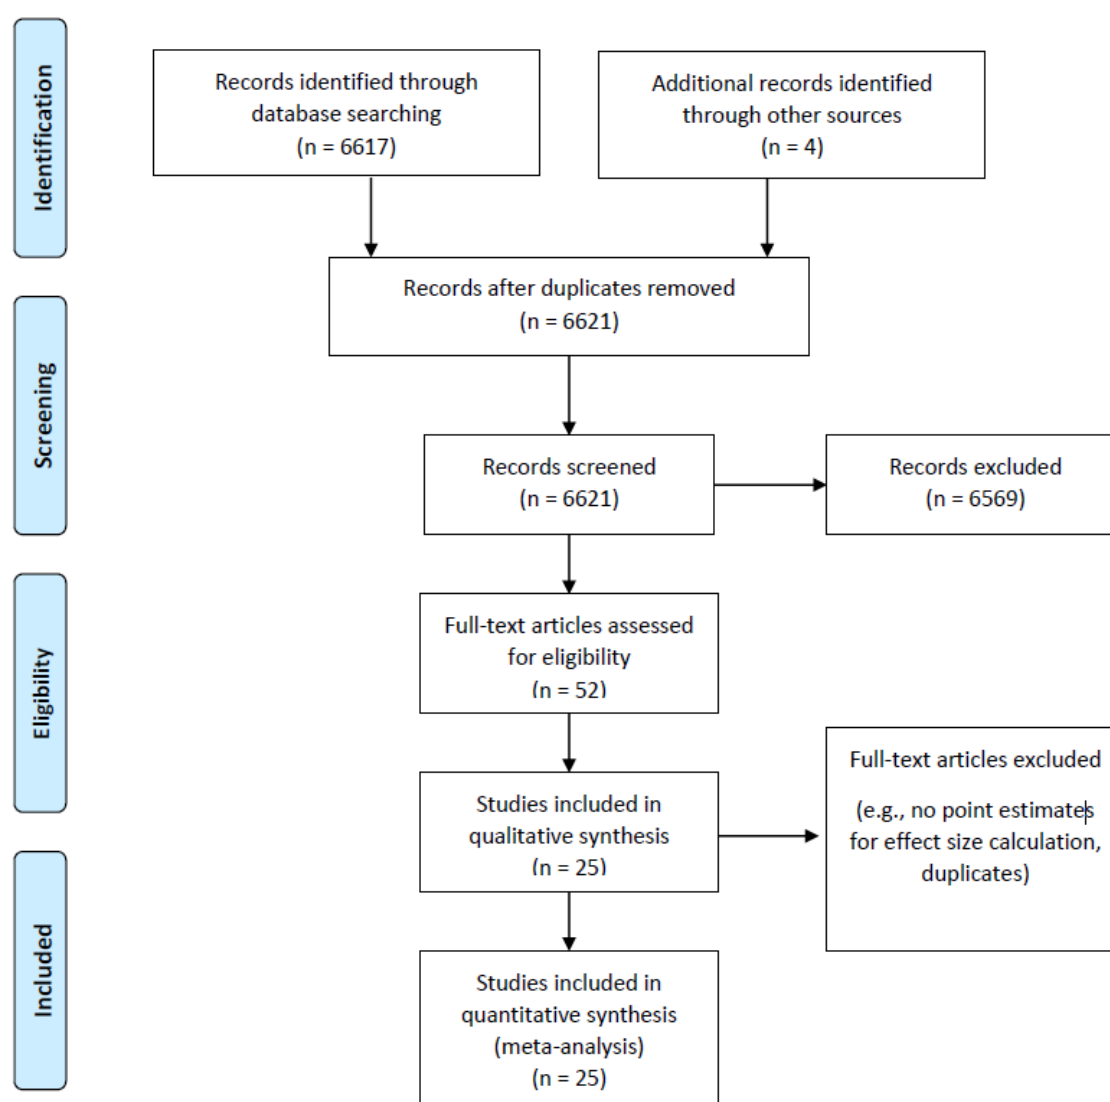 Identification
Records identified through
database searching
(n = 6617)
Additional records identified
through other sources
(n = 4)
Records after duplicates removed
(n = 6621)
Screening
Records screened
(n = 6621)
Records excluded
(n = 6569)
Eligibility
Full-text articles assessed
for eligibility
(n = 52)
Full-text articles excluded
(e.g., no point estimates
for effect size calculation,
duplicates)
Studies included in
qualitative synthesis
(n = 25)
Included
Studies included in
quantitative synthesis
(meta-analysis)
(n = 25)